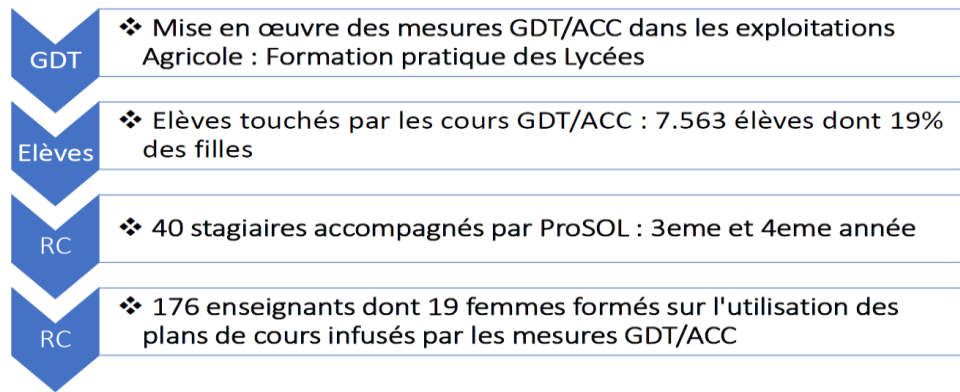 GDT
❖ Mise en œuvre des mesures GDT/ACC dans les exploitations
Agricole : Formation pratique des Lycées
Elèves
❖ Elèves touchés par les cours GDT/ACC : 7.563 élèves dont 19%
des filles
RC
❖ 40 stagiaires accompagnés par ProSOL : 3eme et 4eme année
RC
❖ 176 enseignants dont 19 femmes formés sur l'utilisation des
plans de cours infusés par les mesures GDT/ACC